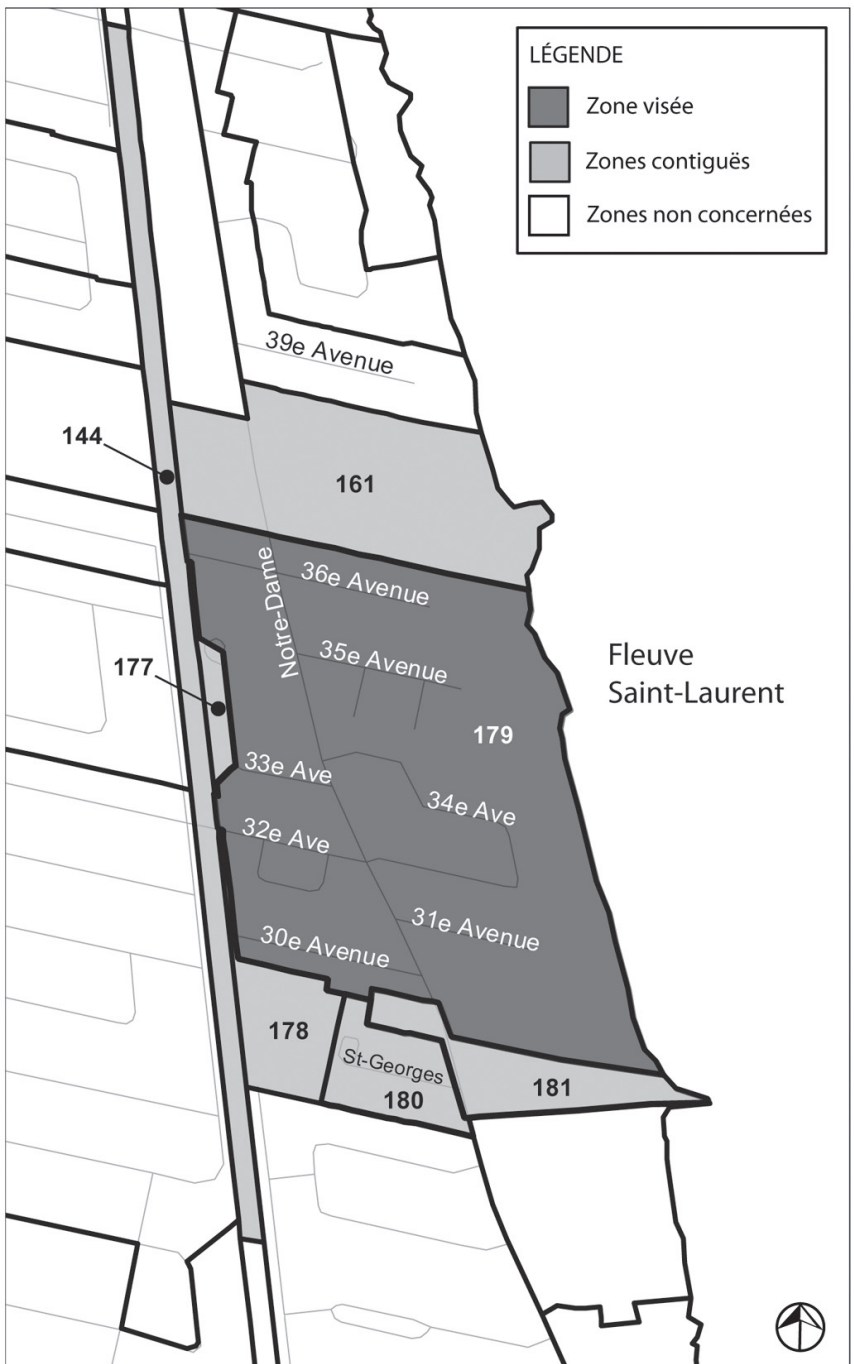 LÉGENDE
Zone visée
Zones contiguës
Zones non concernées
39e Avenue
144
161
36e Avenue
Notre-Dame
35e Avenue
Fleuve
Saint-Laurent
177
179
33e Ave
34e Ave
32e Ave
31e Avenue
30e Avenue
178
St-Georges
180
181